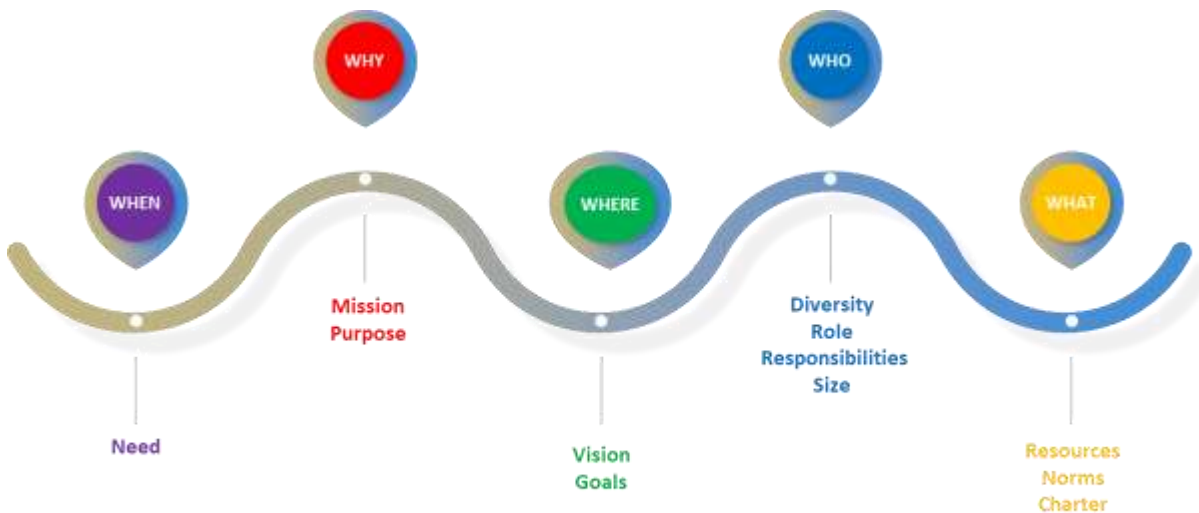 WHEN
Need
WHY
Mission
Purpose
WHERE
Vision
Goals
WHO
Diversity
Role
Responsibilities
Size
WHAT
Resources
Norms
Charter